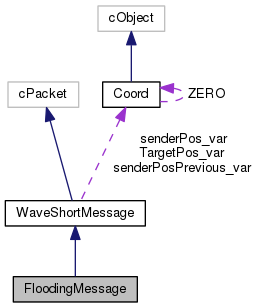 cObject
cPacket
Coord
ZERO
senderPos_var
TargetPos_var
senderPosPrevious_var
WaveShortMessage
FloodingMessage